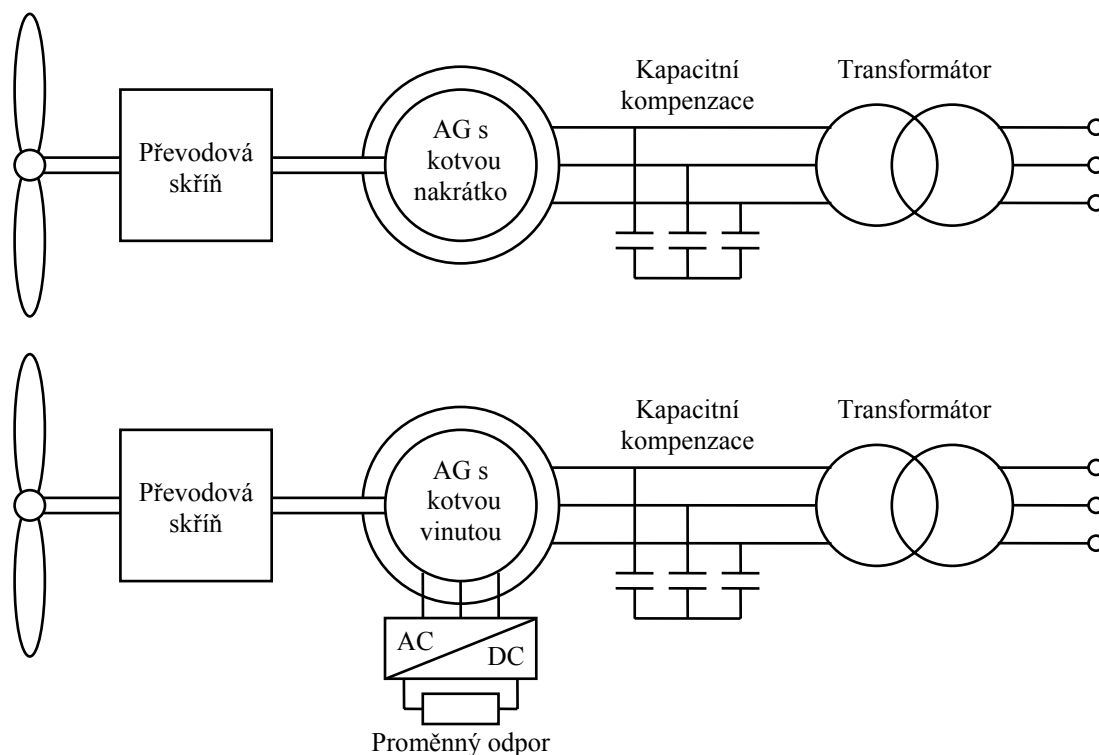 Kapacitní
kompenzace
Transformátor
Převodová
skříň
AG s
kotvou
nakrátko
Kapacitní
kompenzace
Transformátor
Převodová
skříň
AG s
kotvou
vinutou
AC
DC
Proměnný odpor